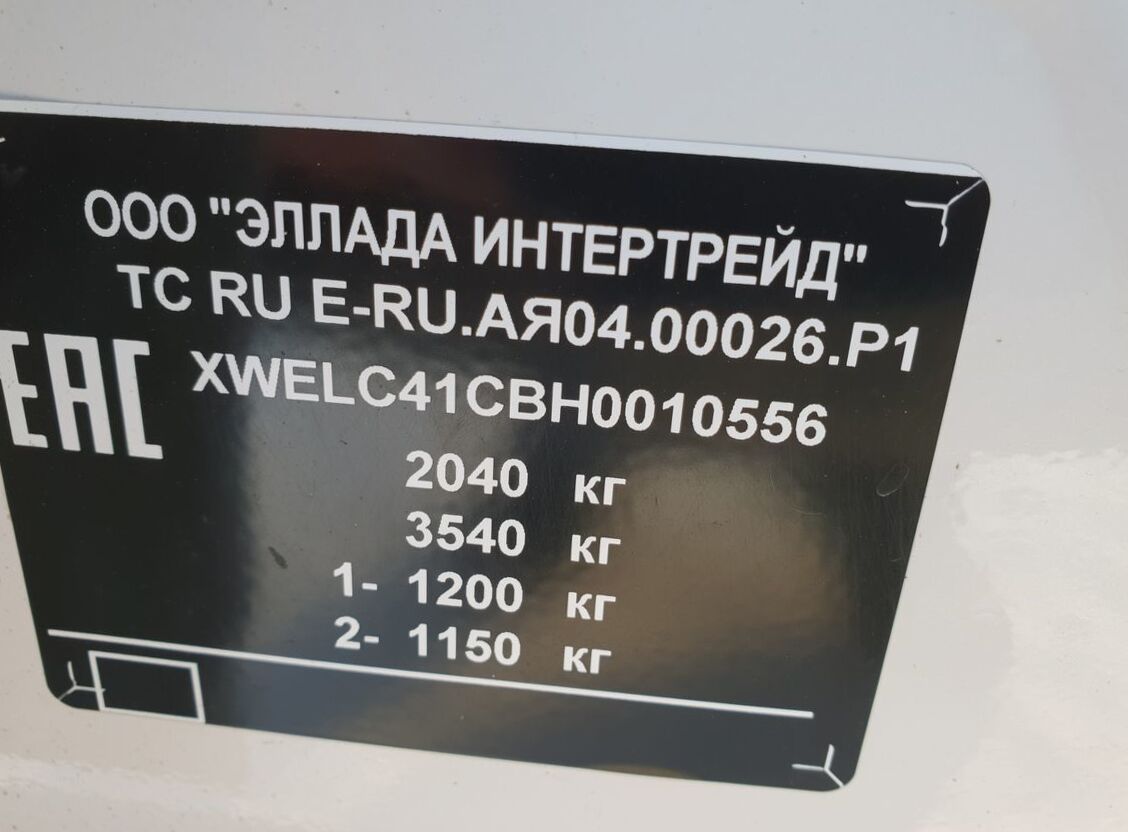 ООО "ЭЛЛАДА ИНТЕРТРЕЙД"
ТС RU E-RU.АЯ04.00026.Р1
EAC
XWELC41CBH0010556
2040 кг
3540 кг
1- 1200 кг
2- 1150 кг